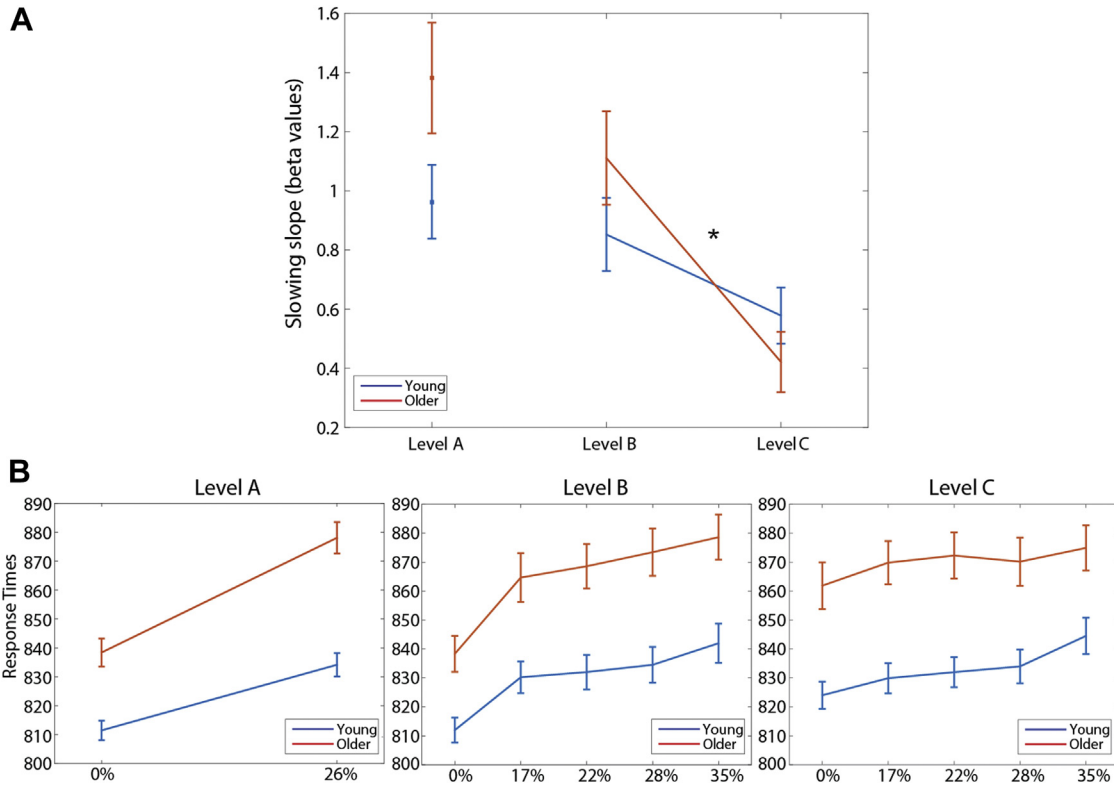 A
Slowing slope (beta values)
1.6
1.4
1.2
1
0.8
0.6
0.4
0.2
*
Young
Older
Level A
Level B
Level C
B
Level A
Response Times
890
880
870
860
850
840
830
820
810
800
Young
Older
0%
26%
Level B
890
880
870
860
850
840
830
820
810
800
Young
Older
0%
17%
22%
28%
35%
Level C
890
880
870
860
850
840
830
820
810
800
Young
Older
0%
17%
22%
28%
35%